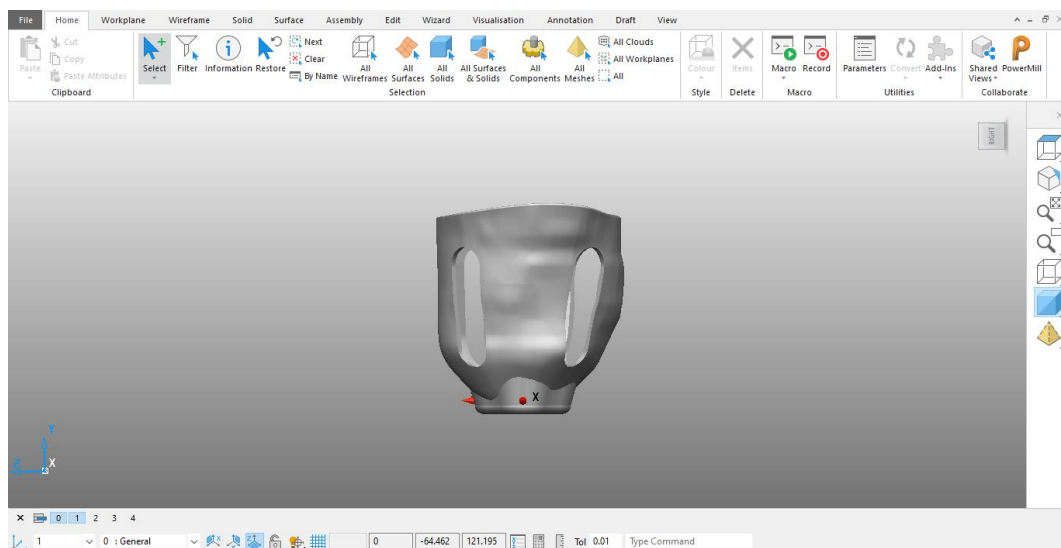 File Home Workplane Wireframe Solid Surface Assembly Edit Wizard Visualisation Annotation Draft View
Paste
Cut
Copy
Paste Attributes
Clipboard
Select
Filter
Information
Restore
Next
Clear
By Name
All Wireframes
All Surfaces
All Solids
All Surfaces & Solids
All Components
All Meshes
All Clouds
All Workplanes
All
Selection
Colour
Style
Items
Delete
Macro
Record
Macro
Parameters
Convert
Add-Ins
Utilities
Shared Views
PowerMill
Collaborate
RIGHT
X
Y
Z
X
0 1 2 3 4
1 0 : General 0 -64.462 121.195 Tol 0.01 Type Command